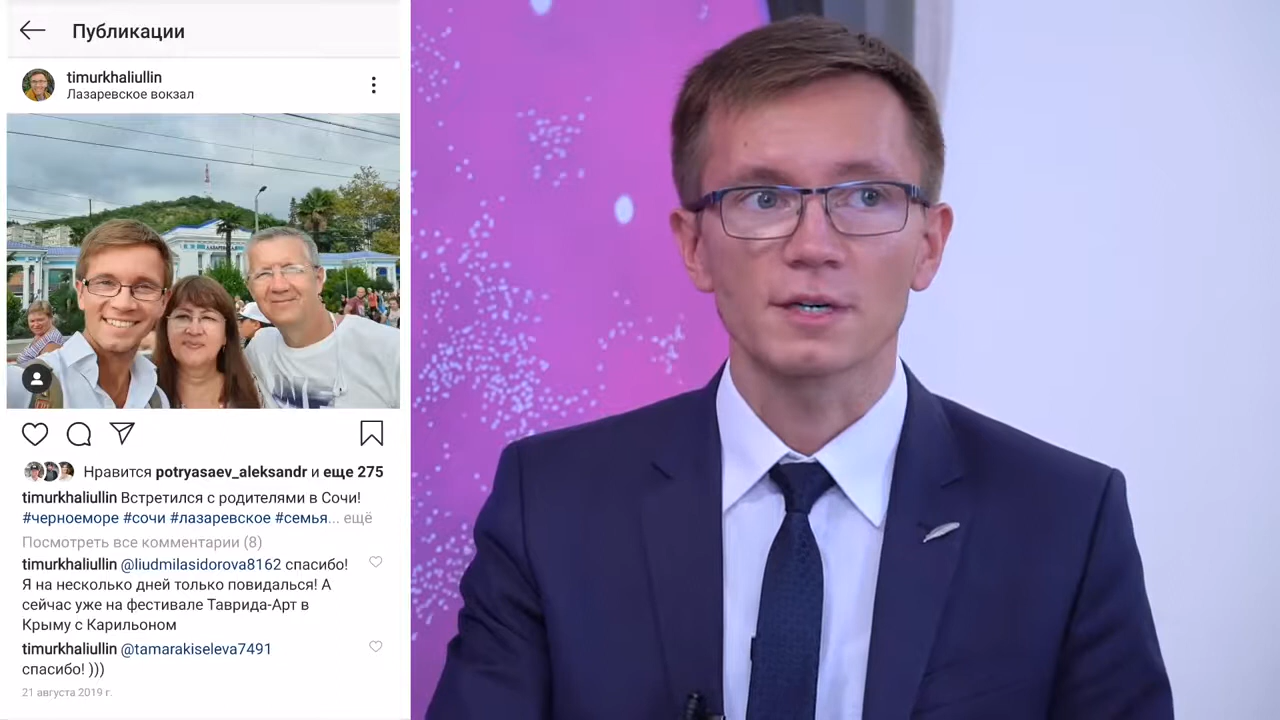 Публикации
timurkhaliullin
Лазаревское вокзал
Нравится potryasaev_aleksandr и еще 275
timurkhaliullin Встретился с родителями в Сочи!
#черноеморе #сочи #лазаревское #семья... ещё
Посмотреть все комментарии (8)
timurkhaliullin @liudmilasidorova8162 спасибо!
Я на несколько дней только повидалься! А
сейчас уже на фестивале Таврида-Арт в
Крыму с Карильоном
timurkhaliullin @tamarakiseleva7491
спасибо! )))
21 августа 2019 г.